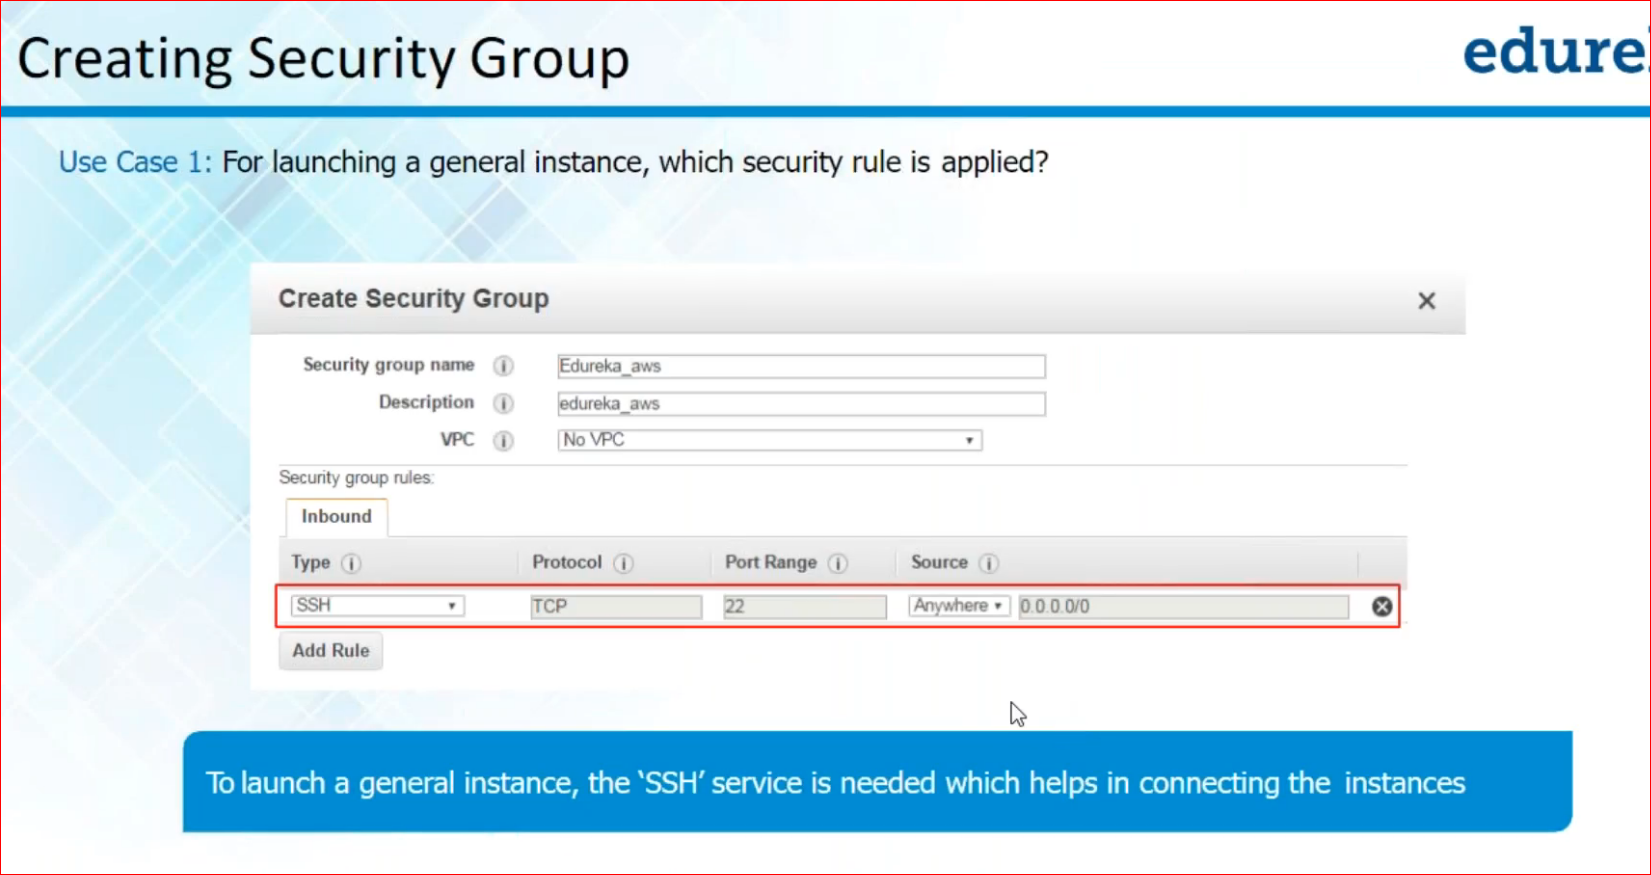 Creating Security Group
edure
Use Case 1: For launching a general instance, which security rule is applied?
Create Security Group
Security group name
Edureka_aws
Description
edureka_aws
VPC
No VPC
Security group rules:
Inbound
Type Protocol Port Range Source
SSH TCP 22 Anywhere 0.0.0.0/0
Add Rule
To launch a general instance, the ‘SSH’ service is needed which helps in connecting the instances